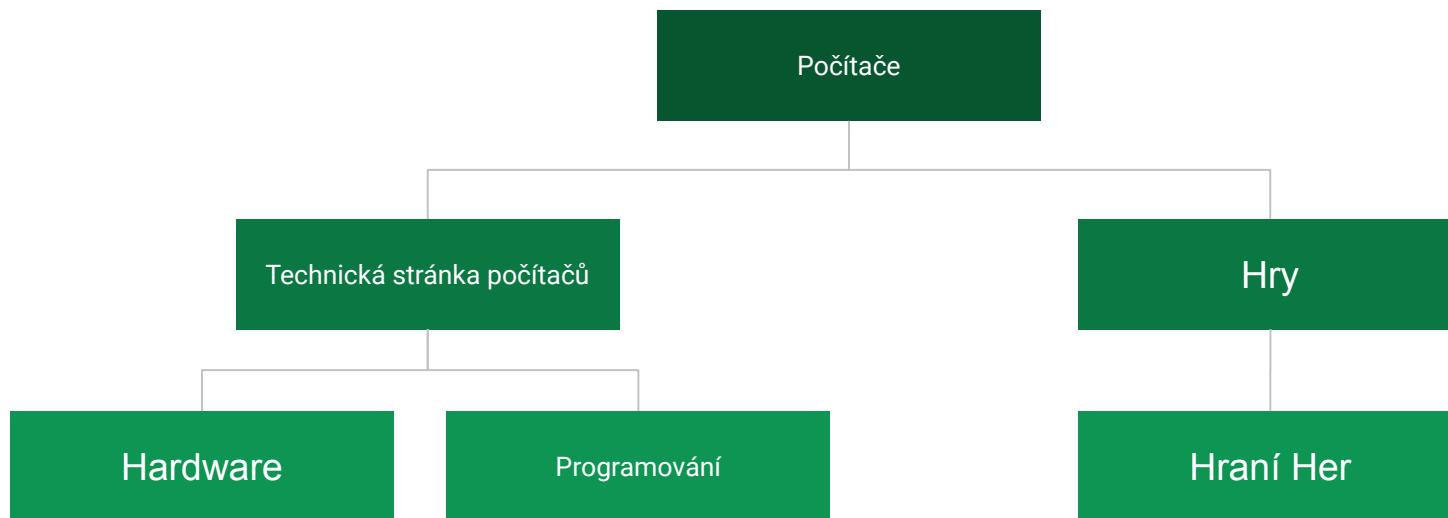 Počítače
Technická stránka počítačů
Hry
Hardware
Programování
Hraní Her